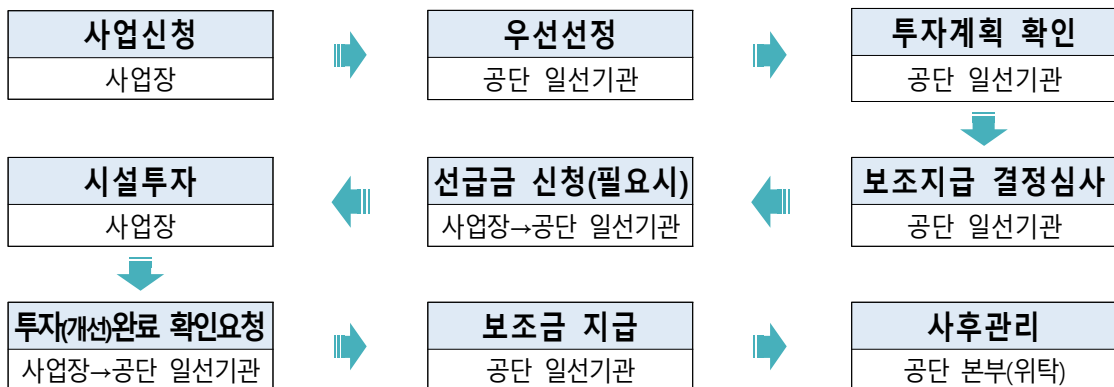 사업신청
사업장
우선선정
공단 일선기관
투자계획 확인
공단 일선기관
보조지급 결정심사
공단 일선기관
선급금 신청(필요시)
사업장→공단 일선기관
시설투자
사업장
투자(개선)완료 확인요청
사업장→공단 일선기관
보조금 지급
공단 일선기관
사후관리
공단 본부(위탁)